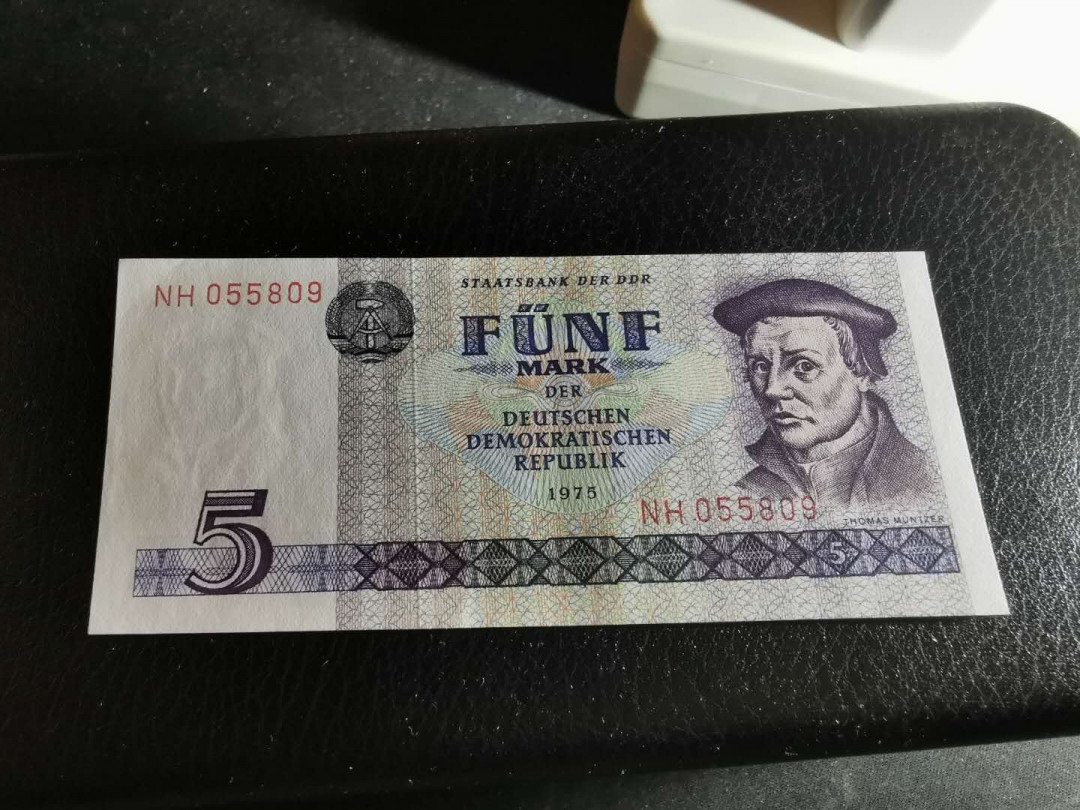 NH 055809
STAATSBANK DER DDR
FÜNF
MARK
DER
DEUTSCHEN
DEMOKRATISCHEN
REPUBLIK
1975
NH 055809
THOMAS MÜNTZER
5
5